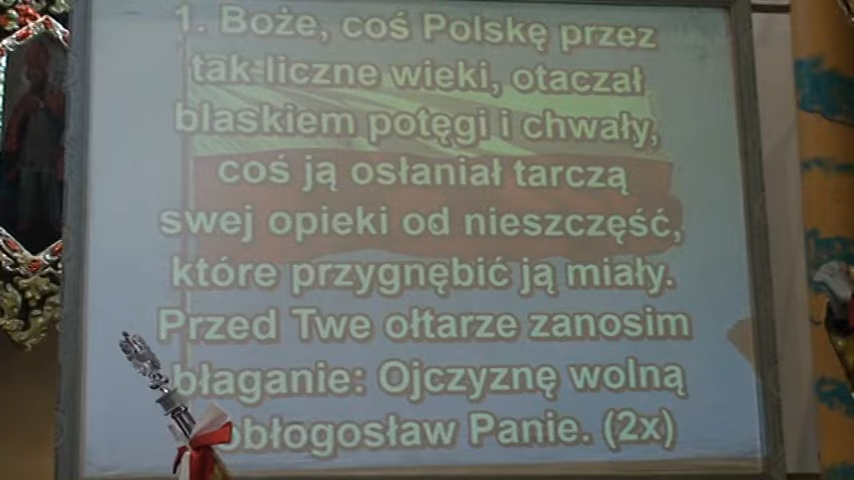 1. Boże, coś Polskę przez
tak liczne wieki, otaczał
blaskiem potęgi i chwały,
coś ją osłaniał tarczą
swej opieki od nieszczęść,
które przygnębić ją miały.
Przed Twe ołtarze zanosim
błaganie: Ojczyznę wolną
pobłogosław Panie. (2x)